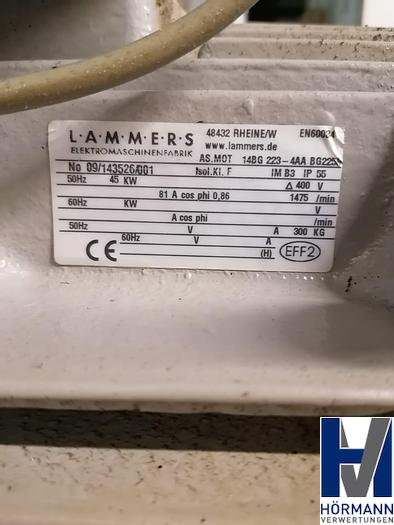 L·A·M·M·E·R·S 48432 RHEINE/W EN60034
ELEKTROMASCHINENFABRIK www.lammers.de
AS.MOT 14BG 223-4AA BG225S
No 09/143526/001 Isol.Kl. F IM B3 IP 55
50Hz 45 KW Δ 400 V
81 A cos phi 0,86 1475 /min
60Hz KW V
A cos phi /min
50Hz V A 300 KG
60Hz V A (H)
CE EFF2
HÖRMANN
VERWERTUNGEN